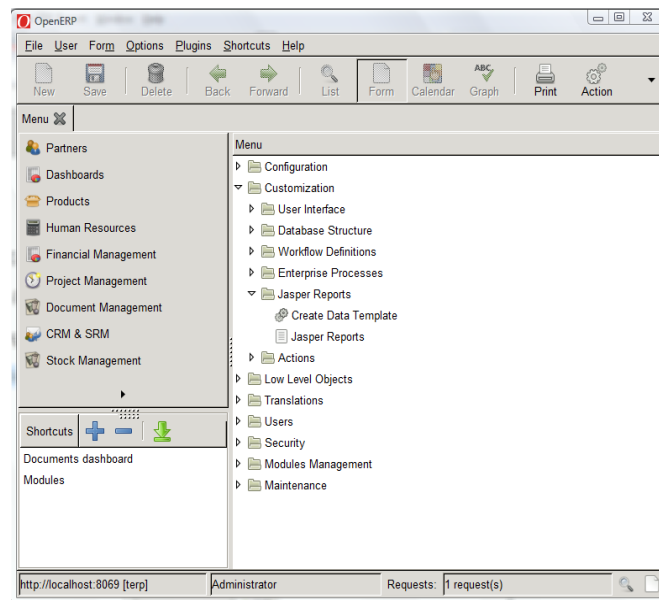 OpenERP
File User Form Options Plugins Shortcuts Help
New Save Delete Back Forward List Form Calendar ABC Graph Print Action
Menu
Partners
Dashboards
Products
Human Resources
Financial Management
Project Management
Document Management
CRM & SRM
Stock Management
Shortcuts
Documents dashboard
Modules
Menu
Configuration
Customization
User Interface
Database Structure
Workflow Definitions
Enterprise Processes
Jasper Reports
Create Data Template
Jasper Reports
Actions
Low Level Objects
Translations
Users
Security
Modules Management
Maintenance
http://localhost:8069 [terp] Administrator Requests: 1 request(s)